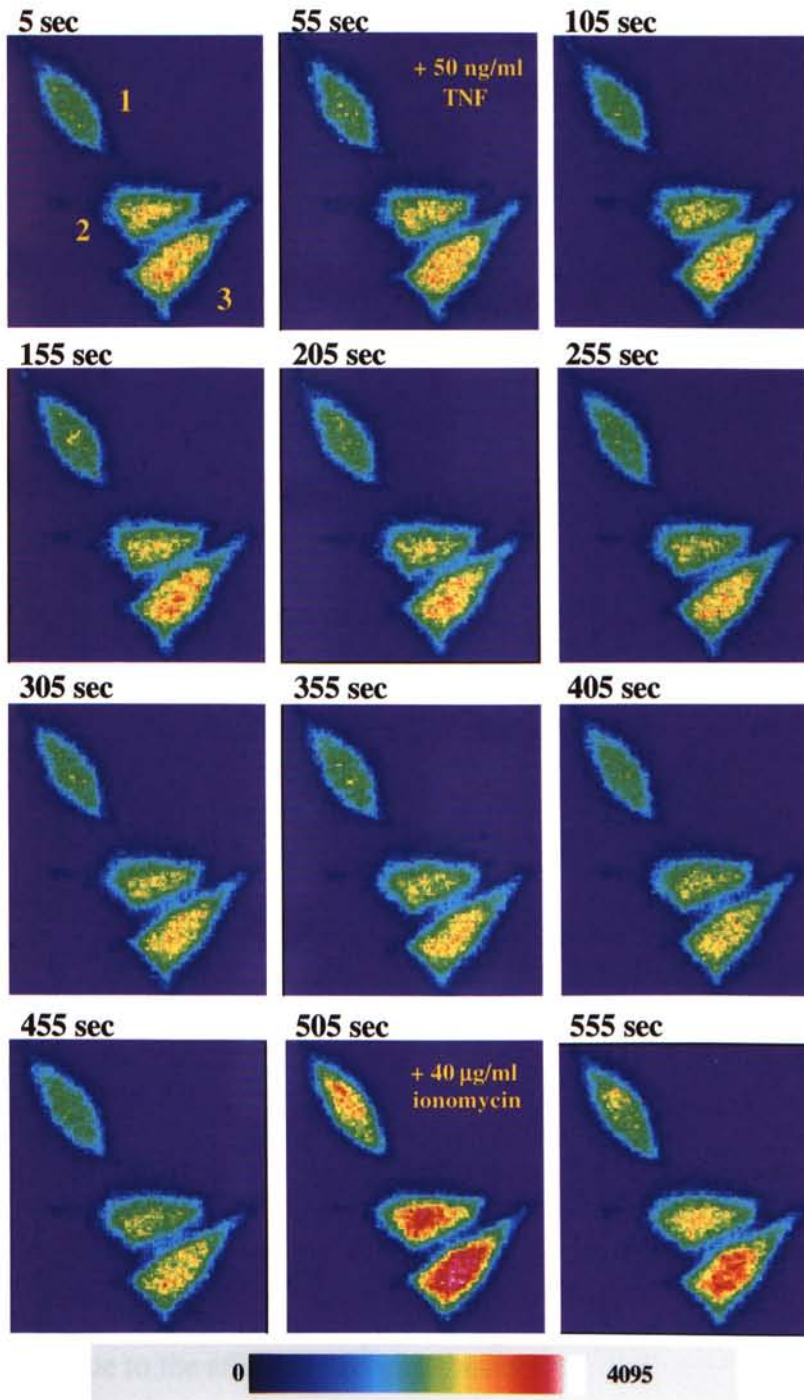 5 sec
55 sec
105 sec
1
2
3
+ 50 ng/ml
TNF
155 sec
205 sec
255 sec
305 sec
355 sec
405 sec
455 sec
505 sec
555 sec
+ 40 µg/ml
ionomycin
0
4095